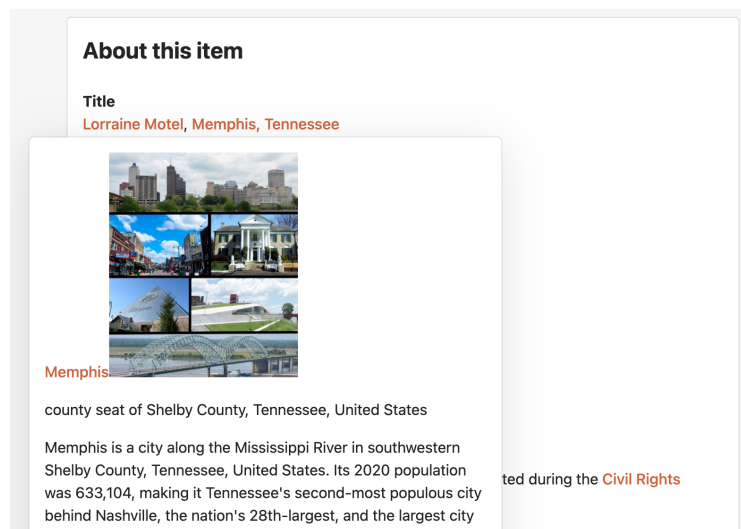 About this item
Title
Lorraine Motel, Memphis, Tennessee
Memphis
county seat of Shelby County, Tennessee, United States
Memphis is a city along the Mississippi River in southwestern
Shelby County, Tennessee, United States. Its 2020 population
was 633,104, making it Tennessee's second-most populous city
behind Nashville, the nation's 28th-largest, and the largest city
ted during the Civil Rights